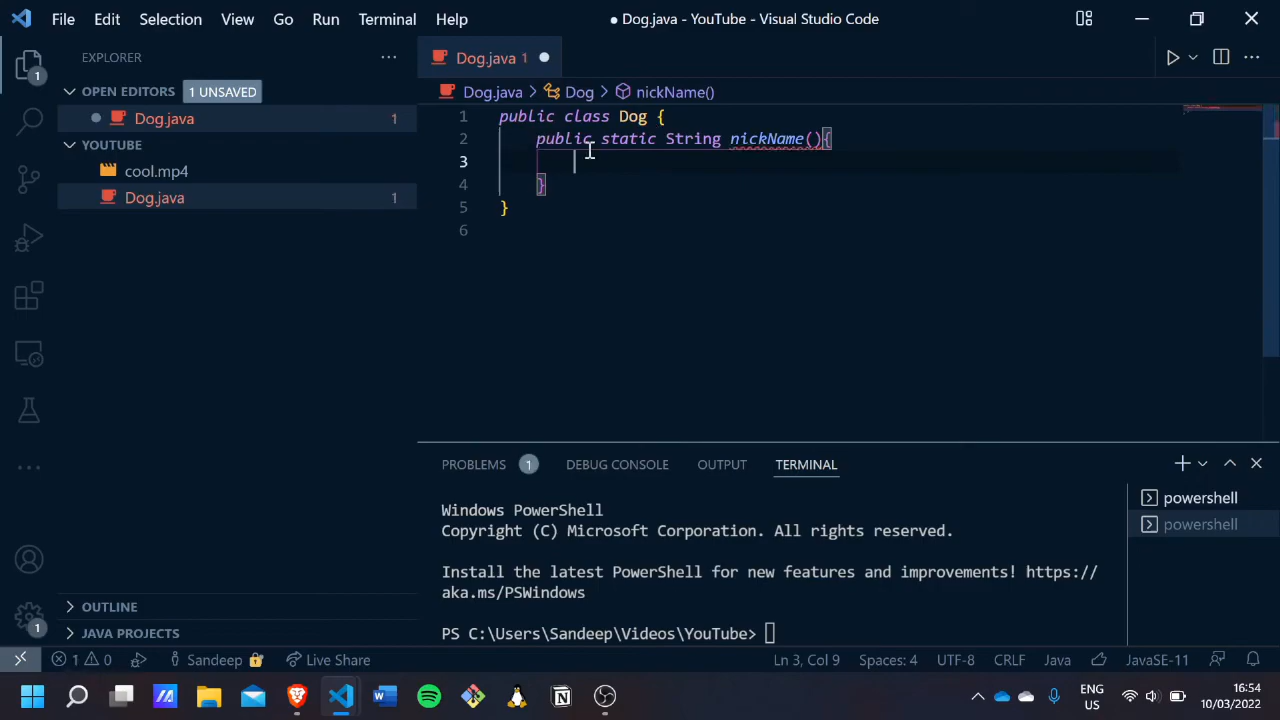 File Edit Selection View Go Run Terminal Help
● Dog.java - YouTube - Visual Studio Code
EXPLORER
Dog.java 1
1
OPEN EDITORS 1 UNSAVED
Dog.java 1
YOUTUBE
cool.mp4
Dog.java 1
Dog.java > Dog > nickName()
1 public class Dog {
2 public static String nickName(){
3
4 }
5 }
6
PROBLEMS 1 DEBUG CONSOLE OUTPUT TERMINAL
Windows PowerShell
Copyright (C) Microsoft Corporation. All rights reserved.
Install the latest PowerShell for new features and improvements! https://
aka.ms/PSWindows
PS C:\Users\Sandeep\Videos\YouTube>
powershell
powershell
OUTLINE
JAVA PROJECTS
1
1 0 Sandeep Live Share Ln 3, Col 9 Spaces: 4 UTF-8 CRLF Java JavaSE-11
ENG
US
16:54
10/03/2022